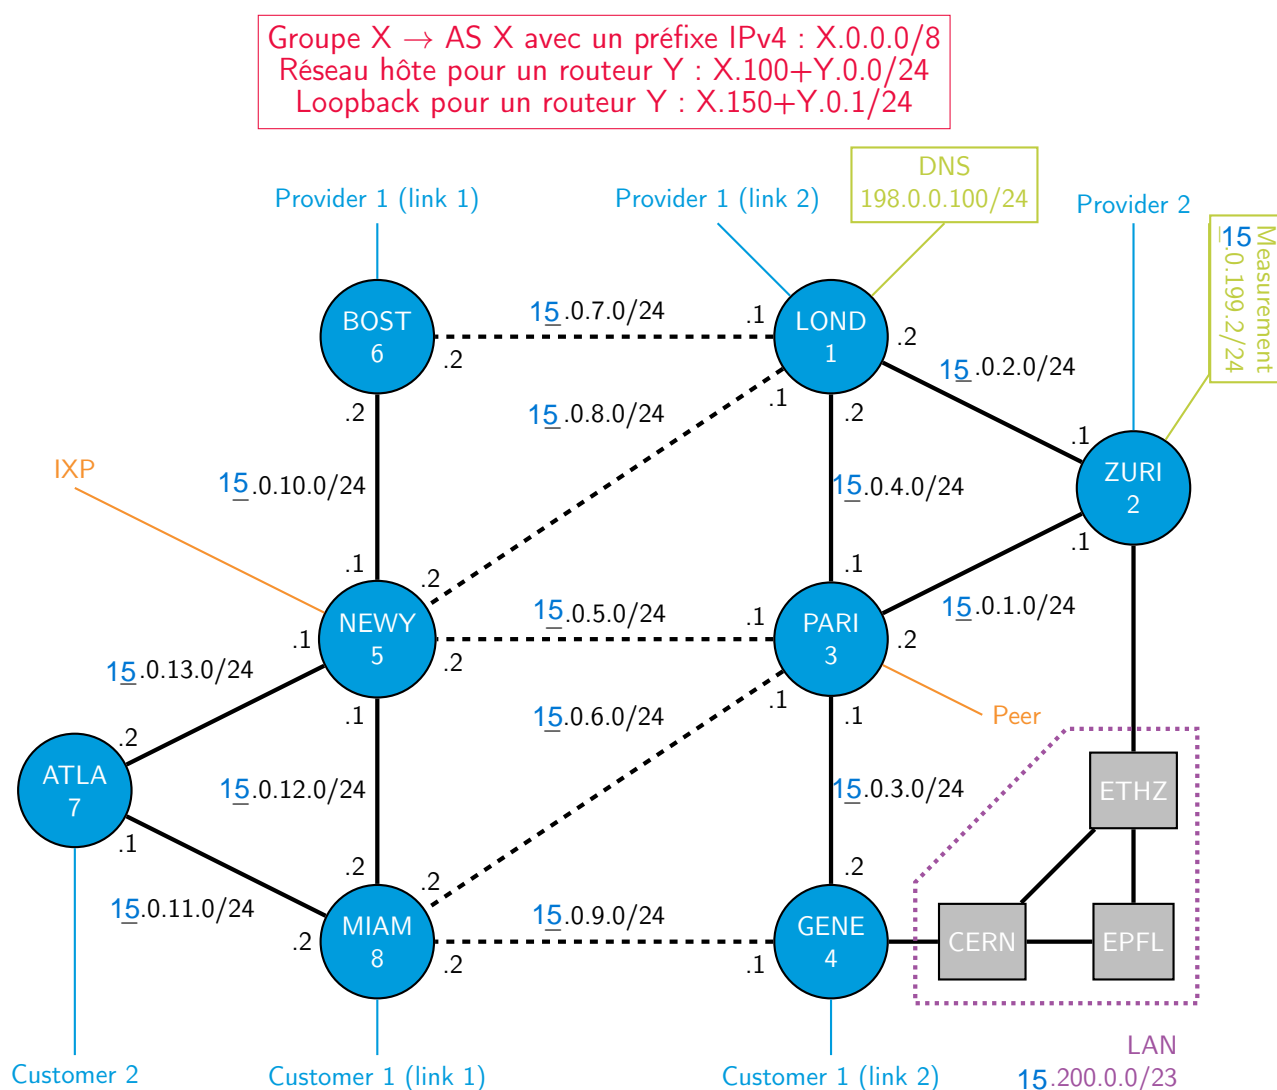 Groupe X → AS X avec un préfixe IPv4 : X.0.0.0/8
Réseau hôte pour un routeur Y : X.100+Y.0.0/24
Loopback pour un routeur Y : X.150+Y.0.1/24
DNS
198.0.0.100/24
Provider 1 (link 1)
Provider 1 (link 2)
Provider 2
Measurement
15.0.199.2/24
BOST
6
.2
15.0.7.0/24
.1
LOND
1
.2
15.0.2.0/24
.1
.2
15.0.8.0/24
.1
.2
ZURI
2
.1
IXP
15.0.10.0/24
15.0.4.0/24
.1
.2
.1
NEWY
5
.1
.2
15.0.5.0/24
.1
PARI
3
.2
15.0.1.0/24
15.0.13.0/24
.2
.1
15.0.6.0/24
.1
.1
Peer
ATLA
7
.1
15.0.12.0/24
15.0.3.0/24
ETHZ
.2
.2
.2
15.0.11.0/24
.2
MIAM
8
.2
15.0.9.0/24
.1
GENE
4
CERN
EPFL
Customer 2
Customer 1 (link 1)
Customer 1 (link 2)
LAN
15.200.0.0/23